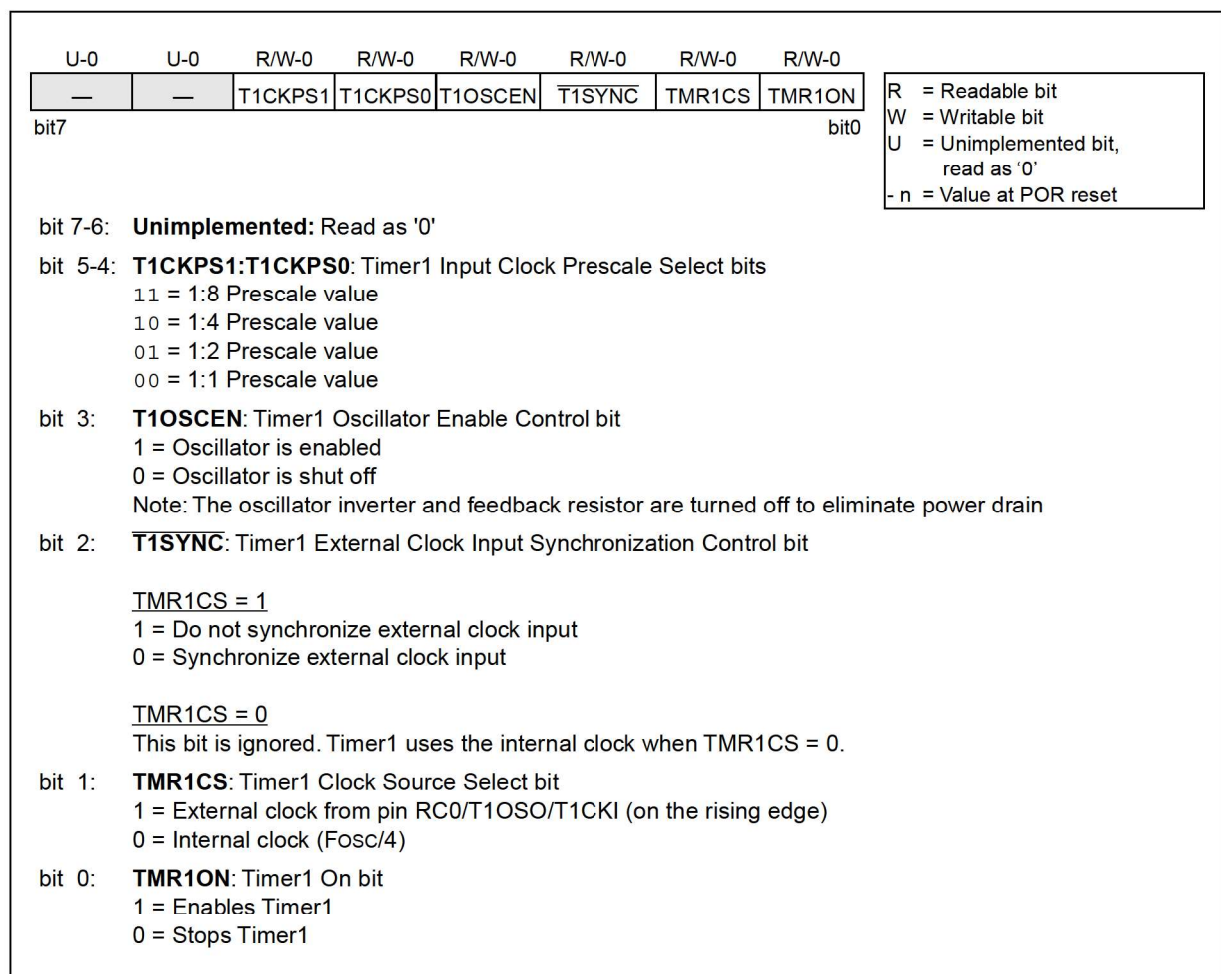 U-0 U-0 R/W-0 R/W-0 R/W-0 R/W-0 R/W-0 R/W-0
— — T1CKPS1 T1CKPS0 T1OSCEN T1SYNC TMR1CS TMR1ON
bit7 bit0
R = Readable bit
W = Writable bit
U = Unimplemented bit,
read as ‘0’
- n = Value at POR reset
bit 7-6: Unimplemented: Read as '0'
bit 5-4: T1CKPS1:T1CKPS0: Timer1 Input Clock Prescale Select bits
11 = 1:8 Prescale value
10 = 1:4 Prescale value
01 = 1:2 Prescale value
00 = 1:1 Prescale value
bit 3: T1OSCEN: Timer1 Oscillator Enable Control bit
1 = Oscillator is enabled
0 = Oscillator is shut off
Note: The oscillator inverter and feedback resistor are turned off to eliminate power drain
bit 2: T1SYNC: Timer1 External Clock Input Synchronization Control bit
TMR1CS = 1
1 = Do not synchronize external clock input
0 = Synchronize external clock input
TMR1CS = 0
This bit is ignored. Timer1 uses the internal clock when TMR1CS = 0.
bit 1: TMR1CS: Timer1 Clock Source Select bit
1 = External clock from pin RC0/T1OSO/T1CKI (on the rising edge)
0 = Internal clock (FOSC/4)
bit 0: TMR1ON: Timer1 On bit
1 = Enables Timer1
0 = Stops Timer1